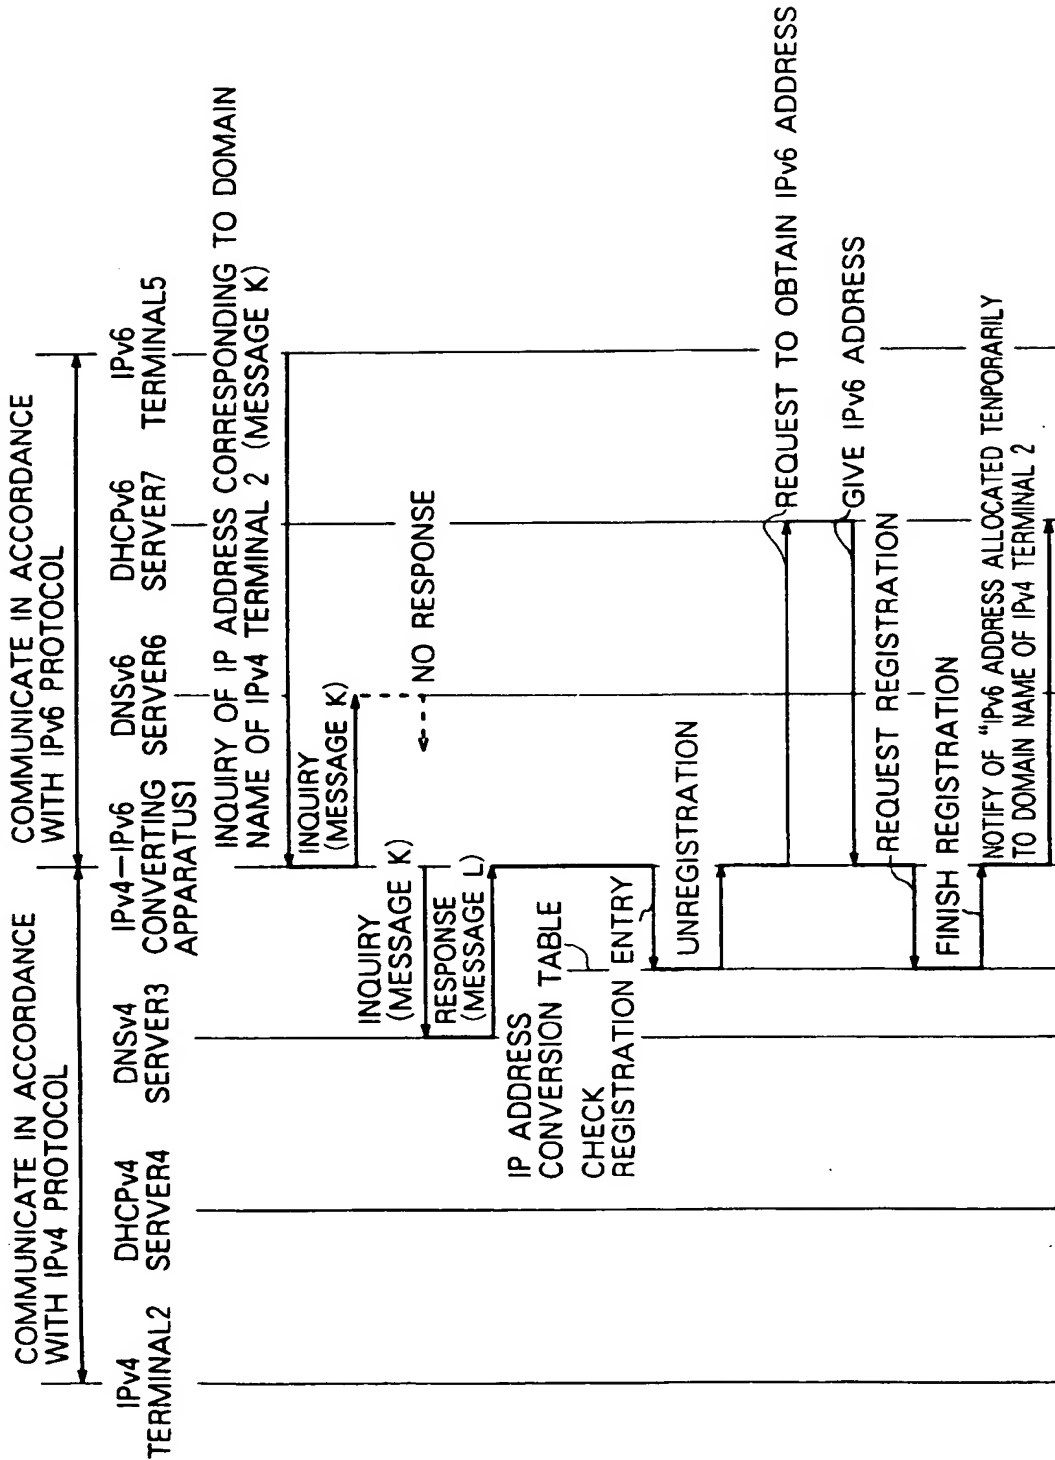 COMMUNICATE IN ACCORDANCE
WITH IPv4 PROTOCOL
COMMUNICATE IN ACCORDANCE
WITH IPv6 PROTOCOL
IPv4
TERMINAL2
DHCPv4
SERVER4
DNSv4
SERVER3
IPv4-IPv6
CONVERTING
APPARATUS1
DNSv6
SERVER6
DHCPv6
SERVER7
IPv6
TERMINAL5
INQUIRY OF IP ADDRESS CORRESPONDING TO DOMAIN
NAME OF IPv4 TERMINAL 2 (MESSAGE K)
INQUIRY
(MESSAGE K)
NO RESPONSE
INQUIRY
(MESSAGE K)
RESPONSE
(MESSAGE L)
IP ADDRESS
CONVERSION TABLE
CHECK
REGISTRATION ENTRY
UNREGISTRATION
REQUEST TO OBTAIN IPv6 ADDRESS
GIVE IPv6 ADDRESS
REQUEST REGISTRATION
FINISH REGISTRATION
NOTIFY OF "IPv6 ADDRESS ALLOCATED TENPORARILY
TO DOMAIN NAME OF IPv4 TERMINAL 2